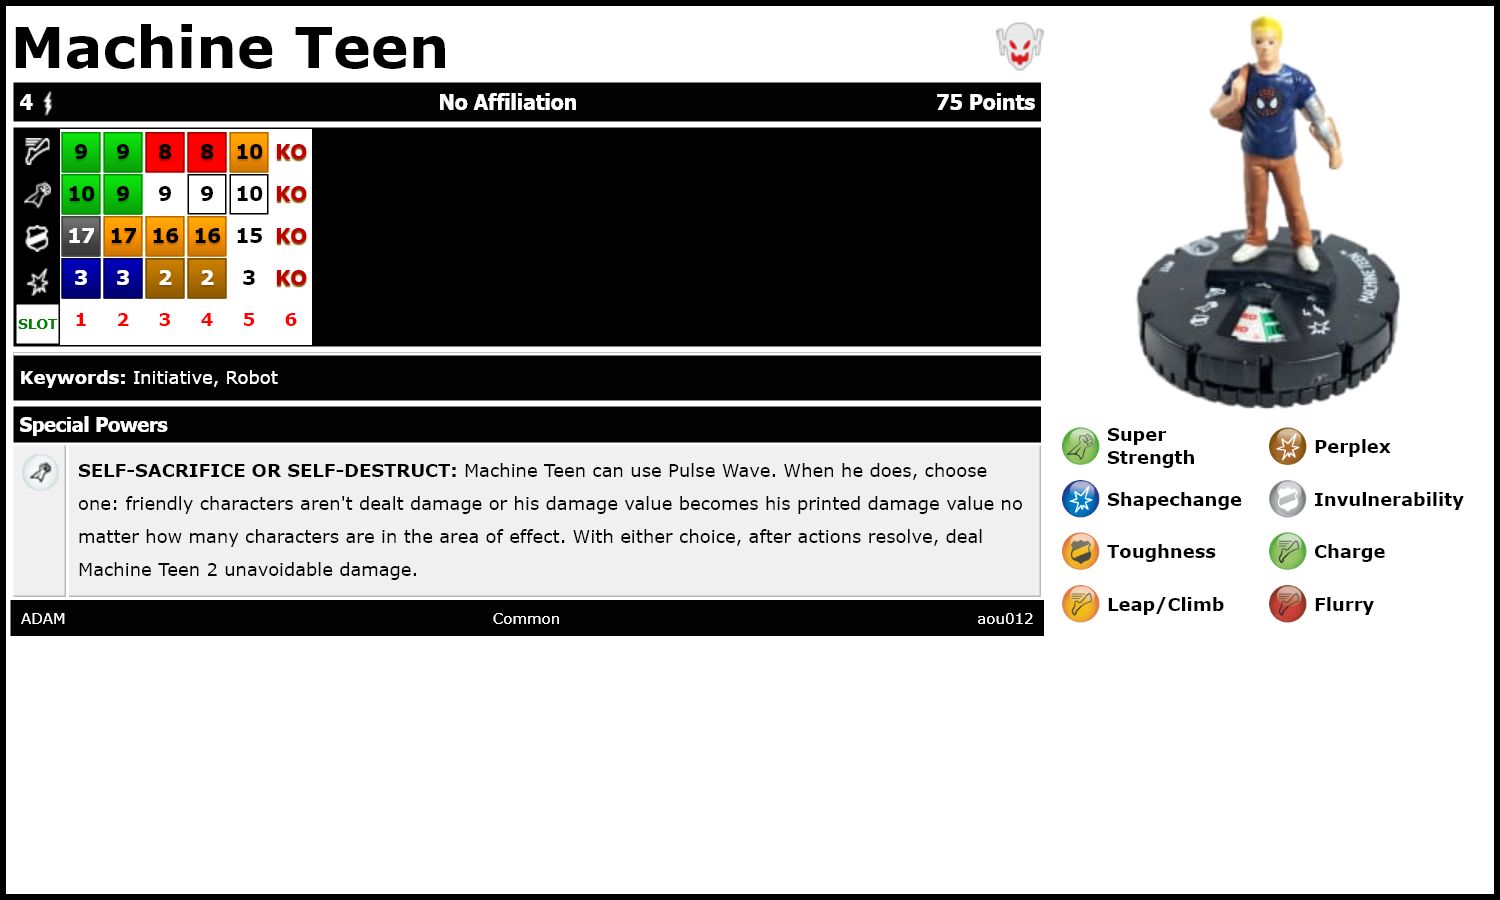 Machine Teen
4 No Affiliation 75 Points
9 9 8 8 10 KO
10 9 9 9 10 KO
17 17 16 16 15 KO
3 3 2 2 3 KO
SLOT 1 2 3 4 5 6
Keywords: Initiative, Robot
Special Powers
SELF-SACRIFICE OR SELF-DESTRUCT: Machine Teen can use Pulse Wave. When he does, choose
one: friendly characters aren't dealt damage or his damage value becomes his printed damage value no
matter how many characters are in the area of effect. With either choice, after actions resolve, deal
Machine Teen 2 unavoidable damage.
ADAM Common aou012
MACHINE TEEN
KO
Super
Strength
Perplex
Shapechange
Invulnerability
Toughness
Charge
Leap/Climb
Flurry